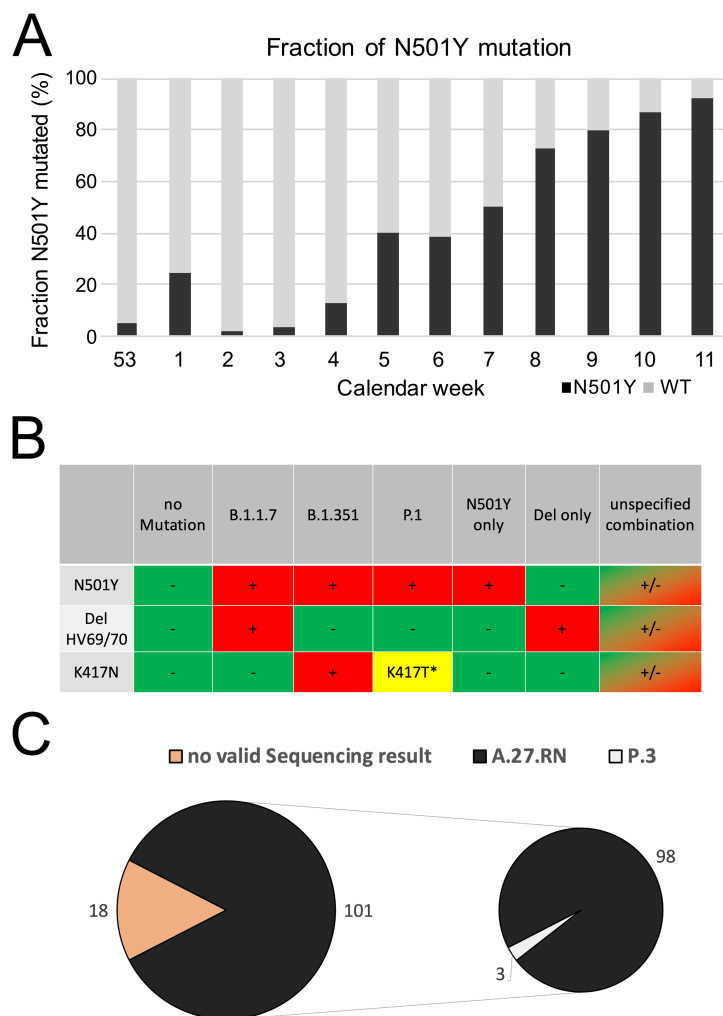 A
Fraction of N501Y mutation
Fraction N501Y mutated (%)
100
80
60
40
20
0
53 1 2 3 4 5 6 7 8 9 10 11
Calendar week
N501Y WT
B
no Mutation B.1.1.7 B.1.351 P.1 N501Y only Del only unspecified combination
N501Y - + + + + - +/-
Del HV69/70 - + - - - + +/-
K417N - - + K417T* - - +/-
C
no valid Sequencing result A.27.RN P.3
18
101
98
3